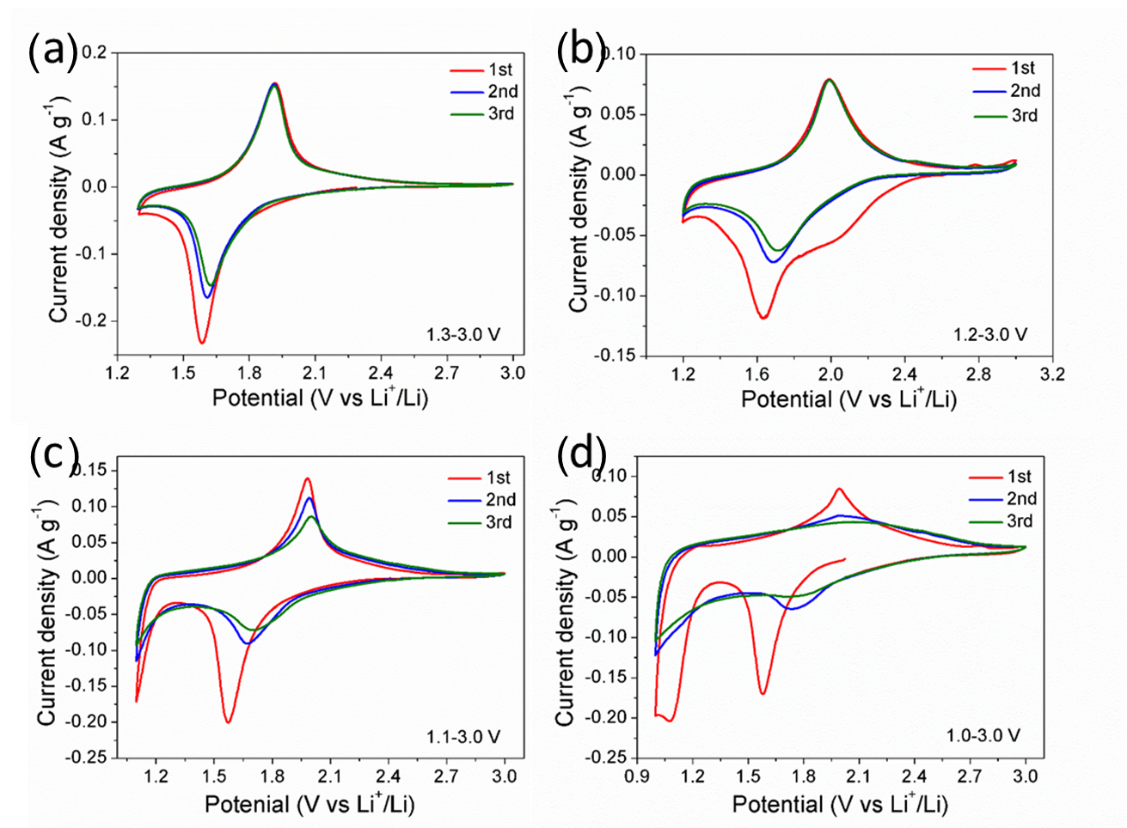 (a)
0.2
0.1
0.0
-0.1
-0.2
1.2 1.5 1.8 2.1 2.4 2.7 3.0
Current density (A g-1)
Potential (V vs Li+/Li)
1st
2nd
3rd
1.3-3.0 V
(b)
0.10
0.05
0.00
-0.05
-0.10
-0.15
1.2 1.6 2.0 2.4 2.8 3.2
Current density (A g-1)
Potential (V vs Li+/Li)
1st
2nd
3rd
1.2-3.0 V
(c)
0.15
0.10
0.05
0.00
-0.05
-0.10
-0.15
-0.20
-0.25
1.2 1.5 1.8 2.1 2.4 2.7 3.0
Current density (A g-1)
Potenial (V vs Li+/Li)
1st
2nd
3rd
1.1-3.0 V
(d)
0.10
0.05
0.00
-0.05
-0.10
-0.15
-0.20
-0.25
0.9 1.2 1.5 1.8 2.1 2.4 2.7 3.0
Current density (A g-1)
Potential (V vs Li+/Li)
1st
2nd
3rd
1.0-3.0 V